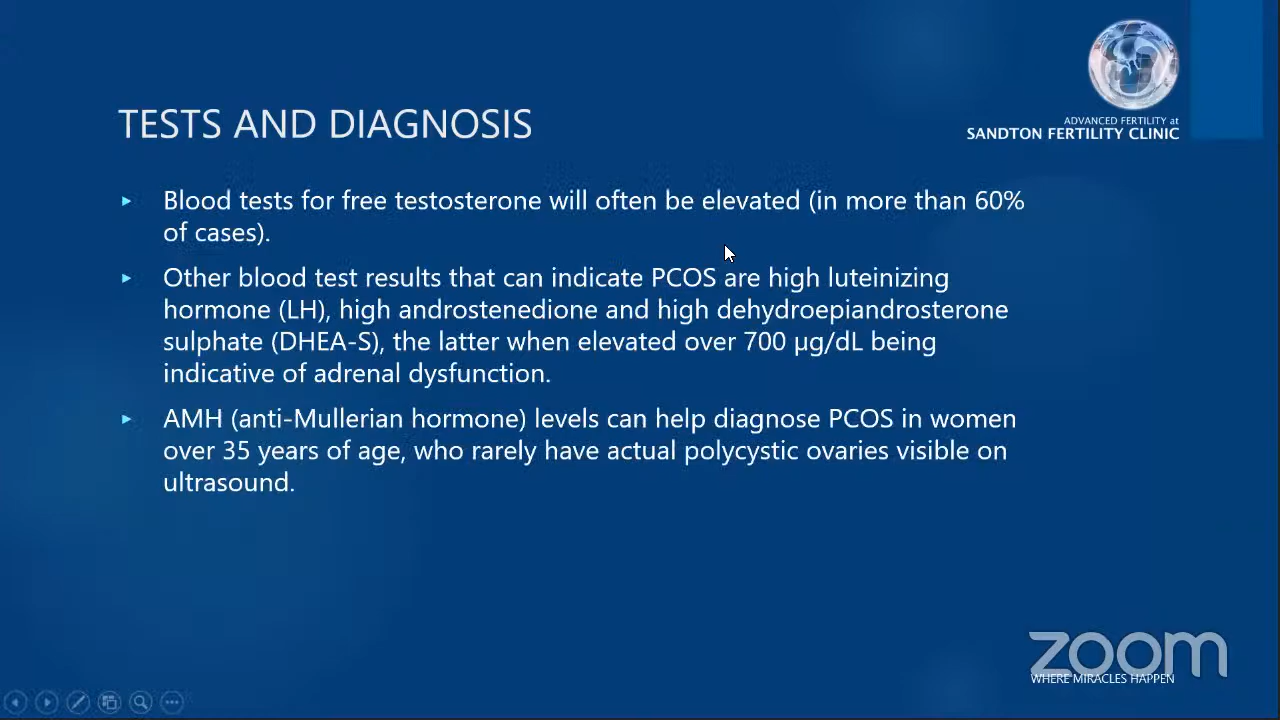 ADVANCED FERTILITY at
SANDTON FERTILITY CLINIC
TESTS AND DIAGNOSIS
Blood tests for free testosterone will often be elevated (in more than 60%
of cases).
Other blood test results that can indicate PCOS are high luteinizing
hormone (LH), high androstenedione and high dehydroepiandrosterone
sulphate (DHEA-S), the latter when elevated over 700 µg/dL being
indicative of adrenal dysfunction.
AMH (anti-Mullerian hormone) levels can help diagnose PCOS in women
over 35 years of age, who rarely have actual polycystic ovaries visible on
ultrasound.
zoom
WHERE MIRACLES HAPPEN